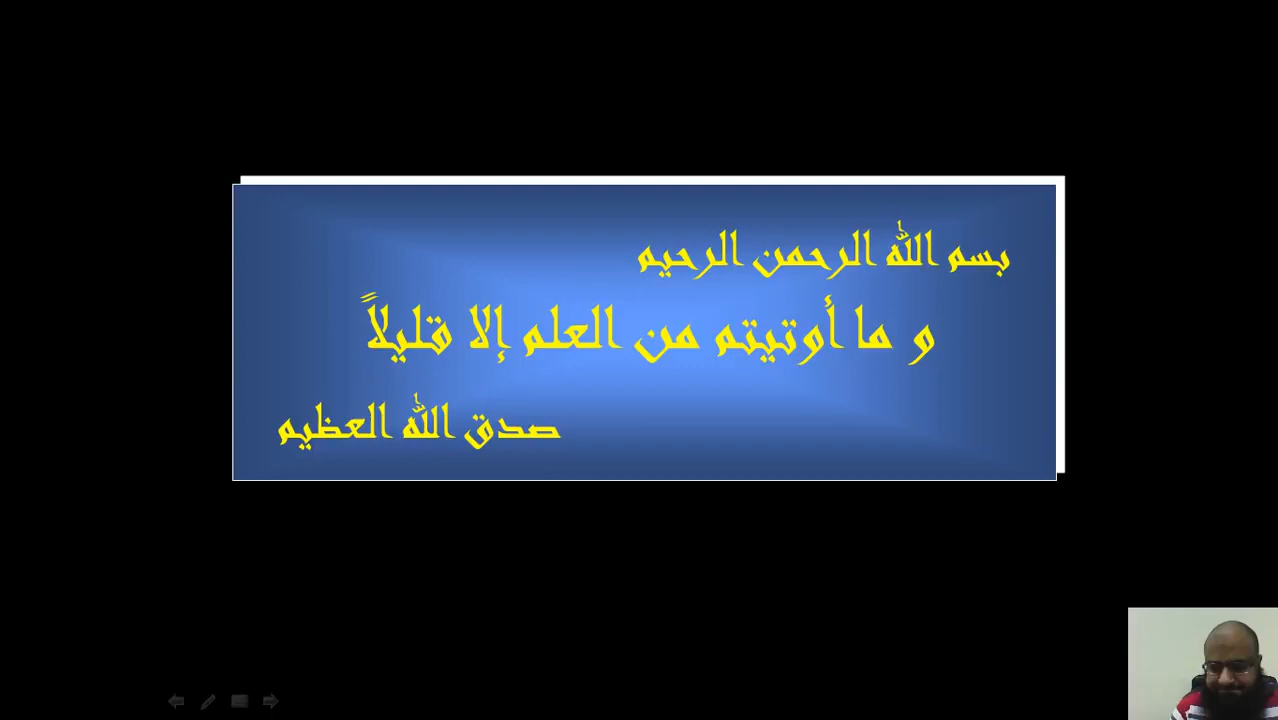 بسم الله الرحمن الرحيم
و ما أوتيتم من العلم إلا قليلاً
صدق الله العظيم